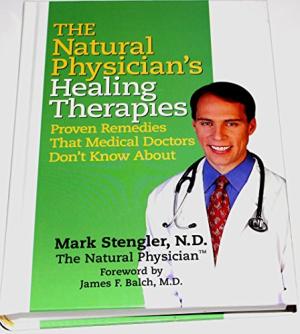 THE
Natural
Physician's
Healing
Therapies
Proven Remedies
That Medical Doctors
Don't Know About
Mark Stengler, N.D.
The Natural Physician™
Foreword by
James F. Balch, M.D.